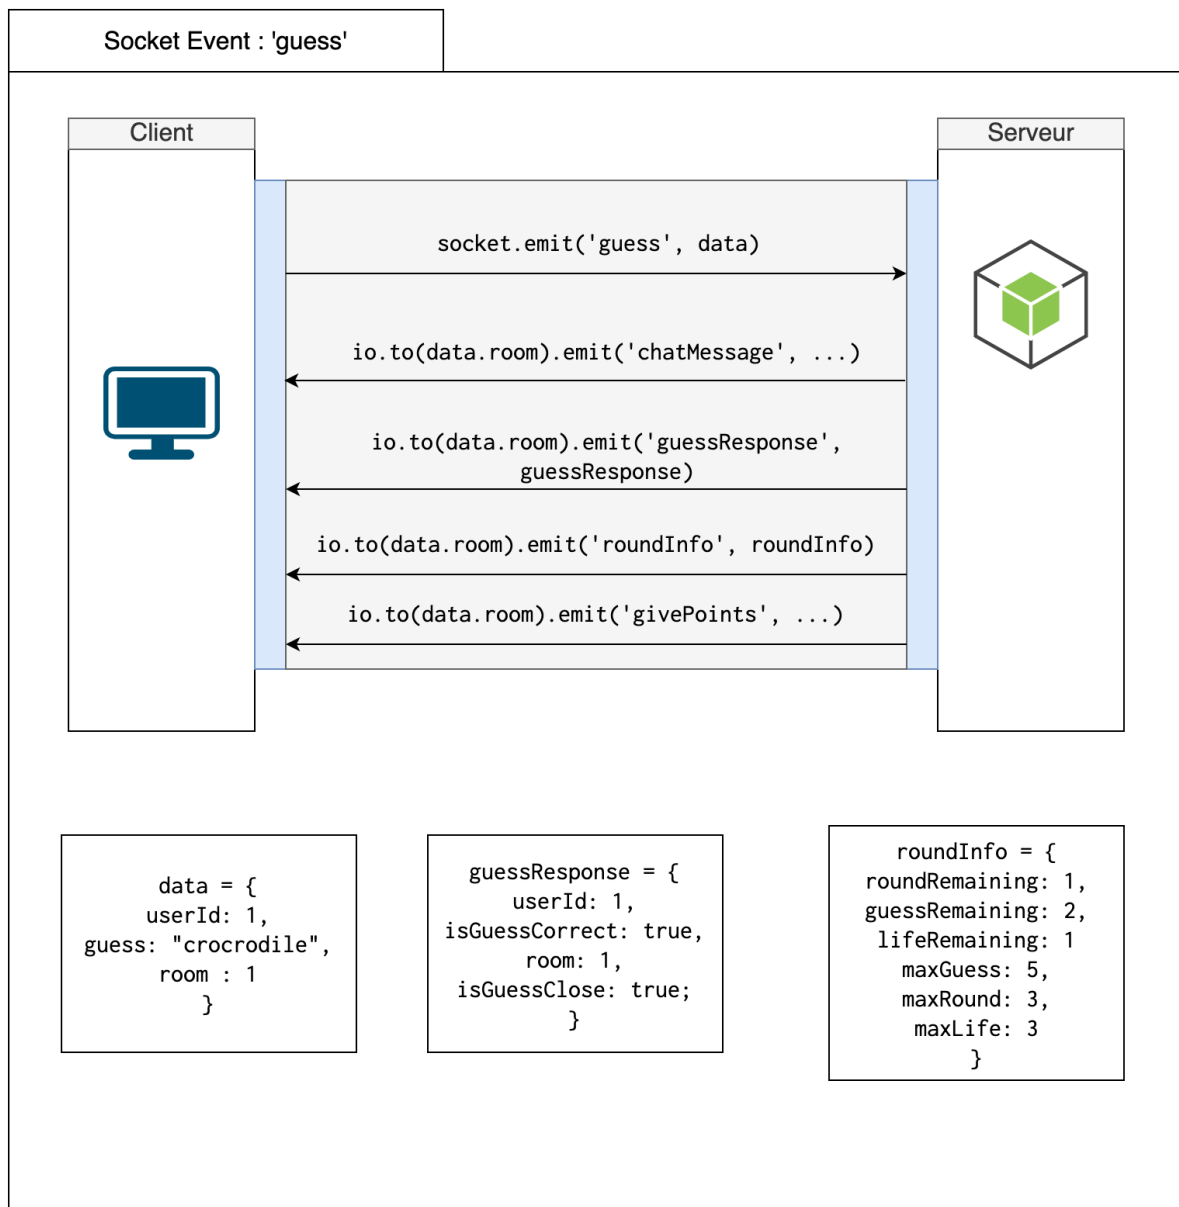 Socket Event : 'guess'
Client
Serveur
socket.emit('guess', data)
io.to(data.room).emit('chatMessage', ...)
io.to(data.room).emit('guessResponse',
guessResponse)
io.to(data.room).emit('roundInfo', roundInfo)
io.to(data.room).emit('givePoints', ...)
data = {
userId: 1,
guess: "crocrodile",
room : 1
}
guessResponse = {
userId: 1,
isGuessCorrect: true,
room: 1,
isGuessClose: true;
}
roundInfo = {
roundRemaining: 1,
guessRemaining: 2,
lifeRemaining: 1
maxGuess: 5,
maxRound: 3,
maxLife: 3
}